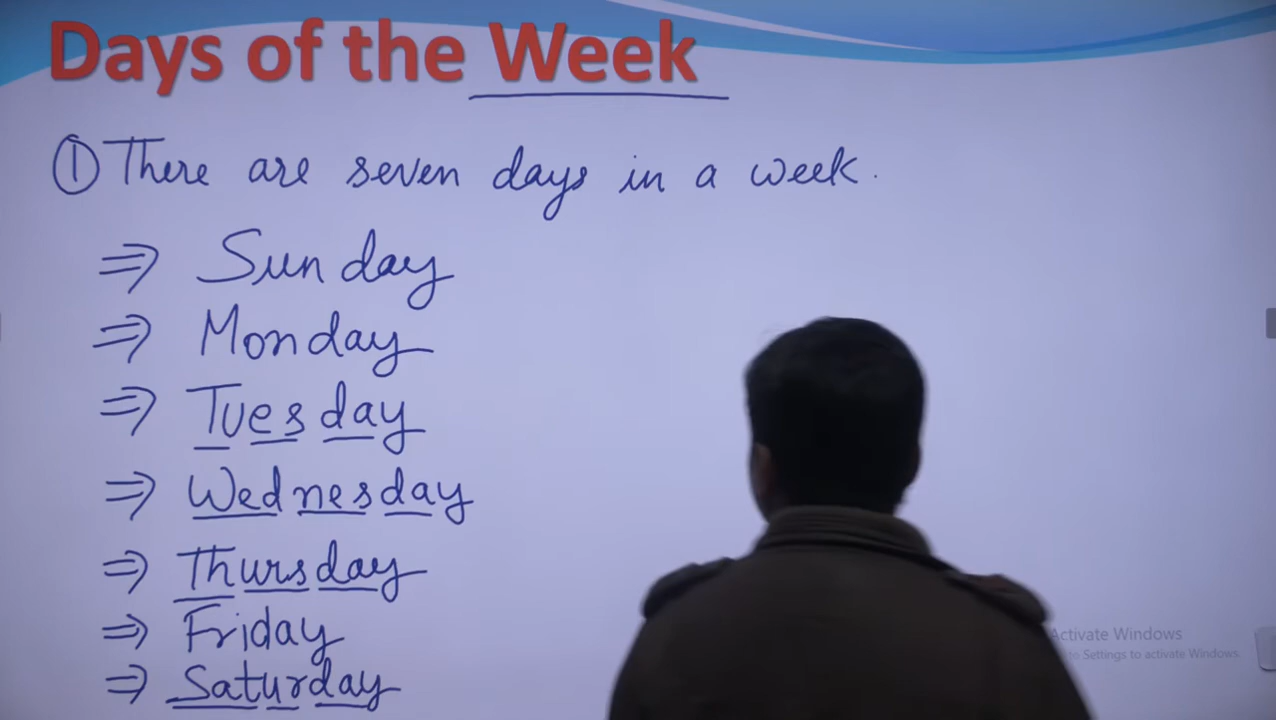 Days of the Week
① There are seven days in a week.
⇒ Sunday
⇒ Monday
⇒ Tuesday
⇒ Wednesday
⇒ Thursday
⇒ Friday
⇒ Saturday
Activate Windows
to Settings to activate Windows.